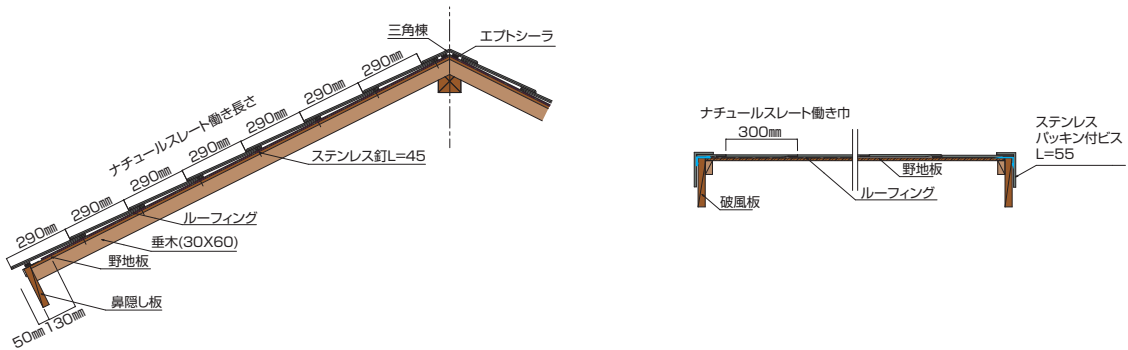 三角棟
エプトシーラ
290㎜
290㎜
290㎜
290㎜
290㎜
290㎜
290㎜
ナチュールスレート働き長さ
ステンレス釘L=45
ルーフィング
垂木(30X60)
野地板
鼻隠し板
50㎜
130㎜
ナチュールスレート働き巾
300㎜
ステンレス
パッキン付ビス
L=55
野地板
ルーフィング
破風板